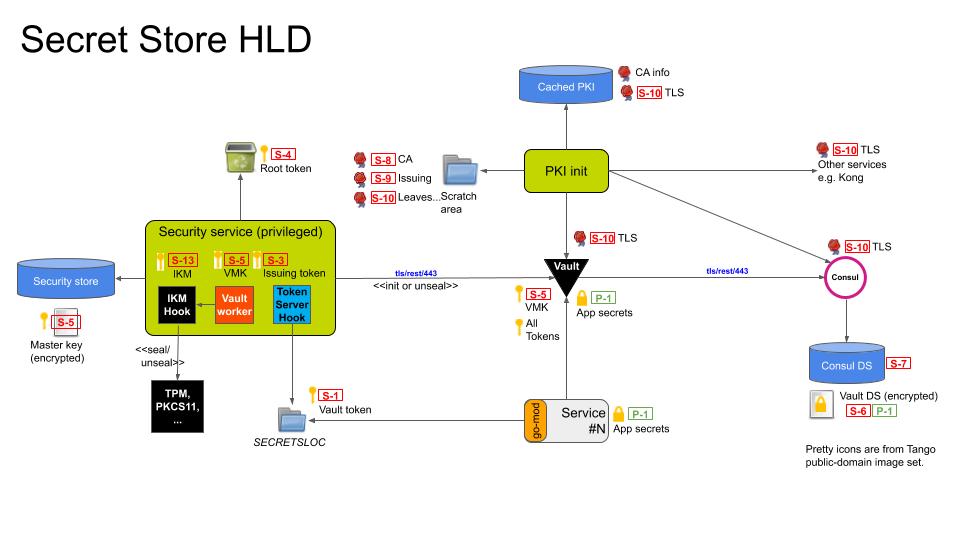 Secret Store HLD
Cached PKI
CA info
S-10 TLS
S-4
Root token
S-8 CA
S-9 Issuing
S-10 Leaves...
Scratch
area
PKI init
S-10 TLS
Other services
e.g. Kong
Security service (privileged)
S-13
IKM
S-5
VMK
S-3
Issuing token
IKM
Hook
Vault
worker
Token
Server
Hook
Security store
S-5
Master key
(encrypted)
<<seal/
unseal>>
TPM,
PKCS11,
...
S-1
Vault token
SECRETSLOC
tls/rest/443
<<init or unseal>>
S-10 TLS
Vault
S-5
VMK
All
Tokens
P-1
App secrets
tls/rest/443
S-10 TLS
Consul
go-mod
Service
#N
P-1
App secrets
Consul DS
S-7
Vault DS (encrypted)
S-6 P-1
Pretty icons are from Tango
public-domain image set.